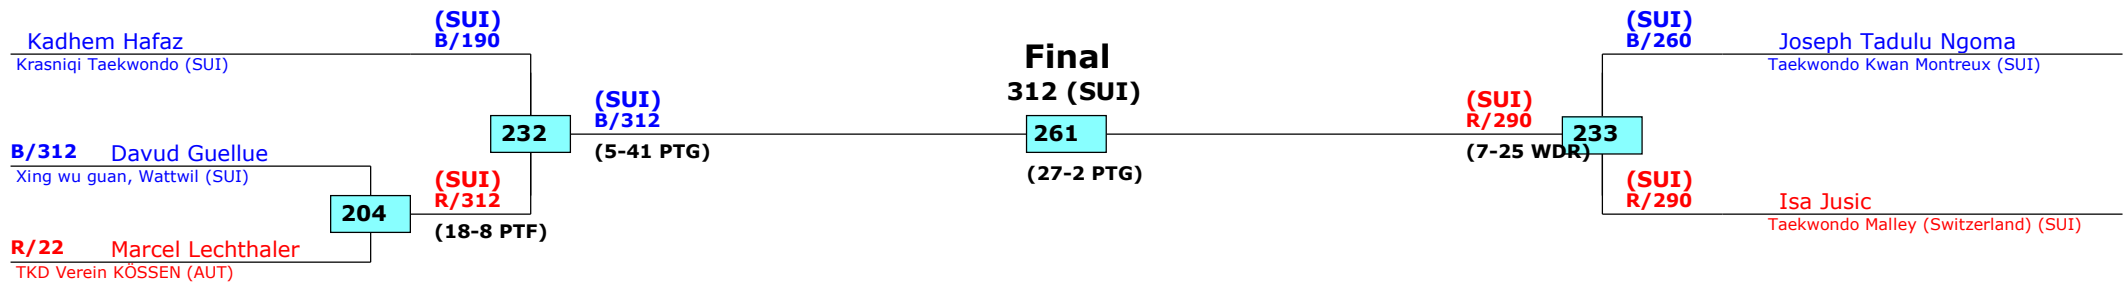 (SUI)
B/190
Kadhem Hafaz
Krasniqi Taekwondo (SUI)
B/312 Davud Guellue
Xing wu guan, Wattwil (SUI)
R/22 Marcel Lechthaler
TKD Verein KÖSSEN (AUT)
204
(SUI)
R/312
(18-8 PTF)
232
(SUI)
B/312
(5-41 PTG)
Final
312 (SUI)
261
(27-2 PTG)
(SUI)
R/290
(7-25 WDR)
233
(SUI)
B/260
Joseph Tadulu Ngoma
Taekwondo Kwan Montreux (SUI)
(SUI)
R/290
Isa Jusic
Taekwondo Malley (Switzerland) (SUI)